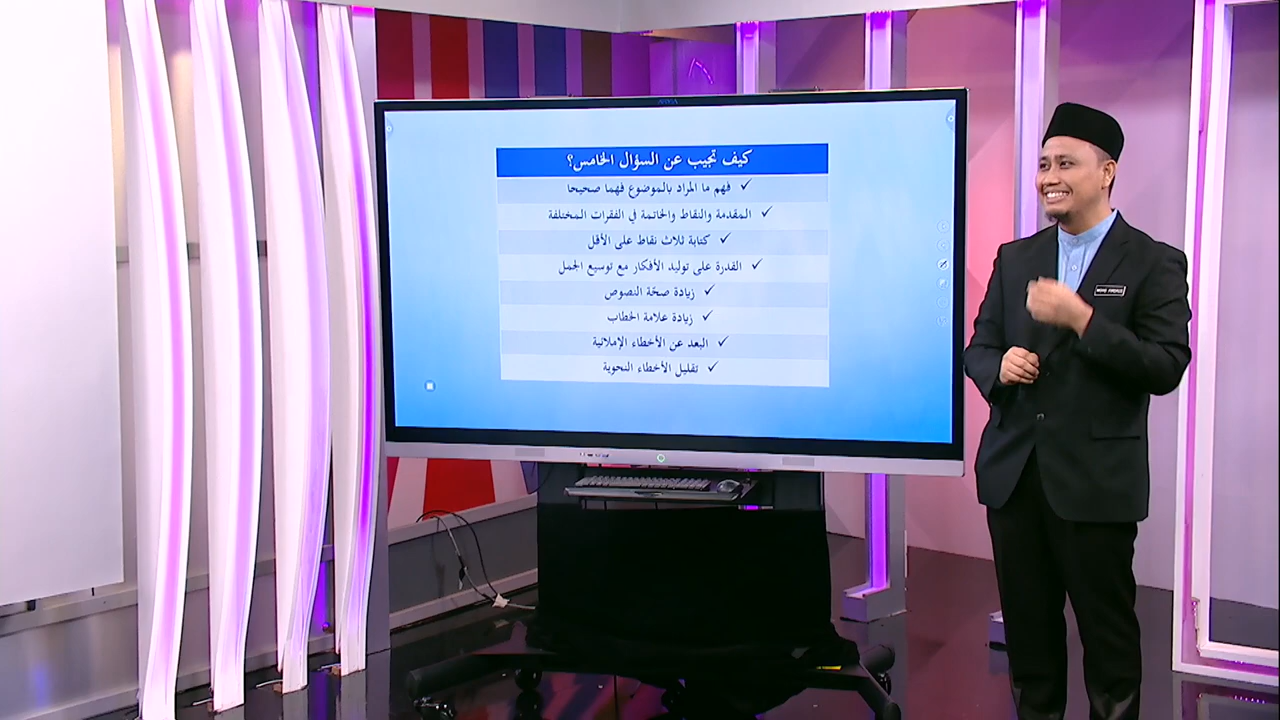 كيف تجيب عن السؤال الخامس؟
✓ فهم ما المراد بالموضوع فهما صحيحا
✓ المقدمة والنقاط والخاتمة في الفقرات المختلفة
✓ كتابة ثلاث نقاط على الأقل
✓ القدرة على توليد الأفكار مع توسيع الجمل
✓ زيادة صحّة النصوص
✓ زيادة علامة الخطاب
✓ البعد عن الأخطاء الإملائية
✓ تقليل الأخطاء النحوية